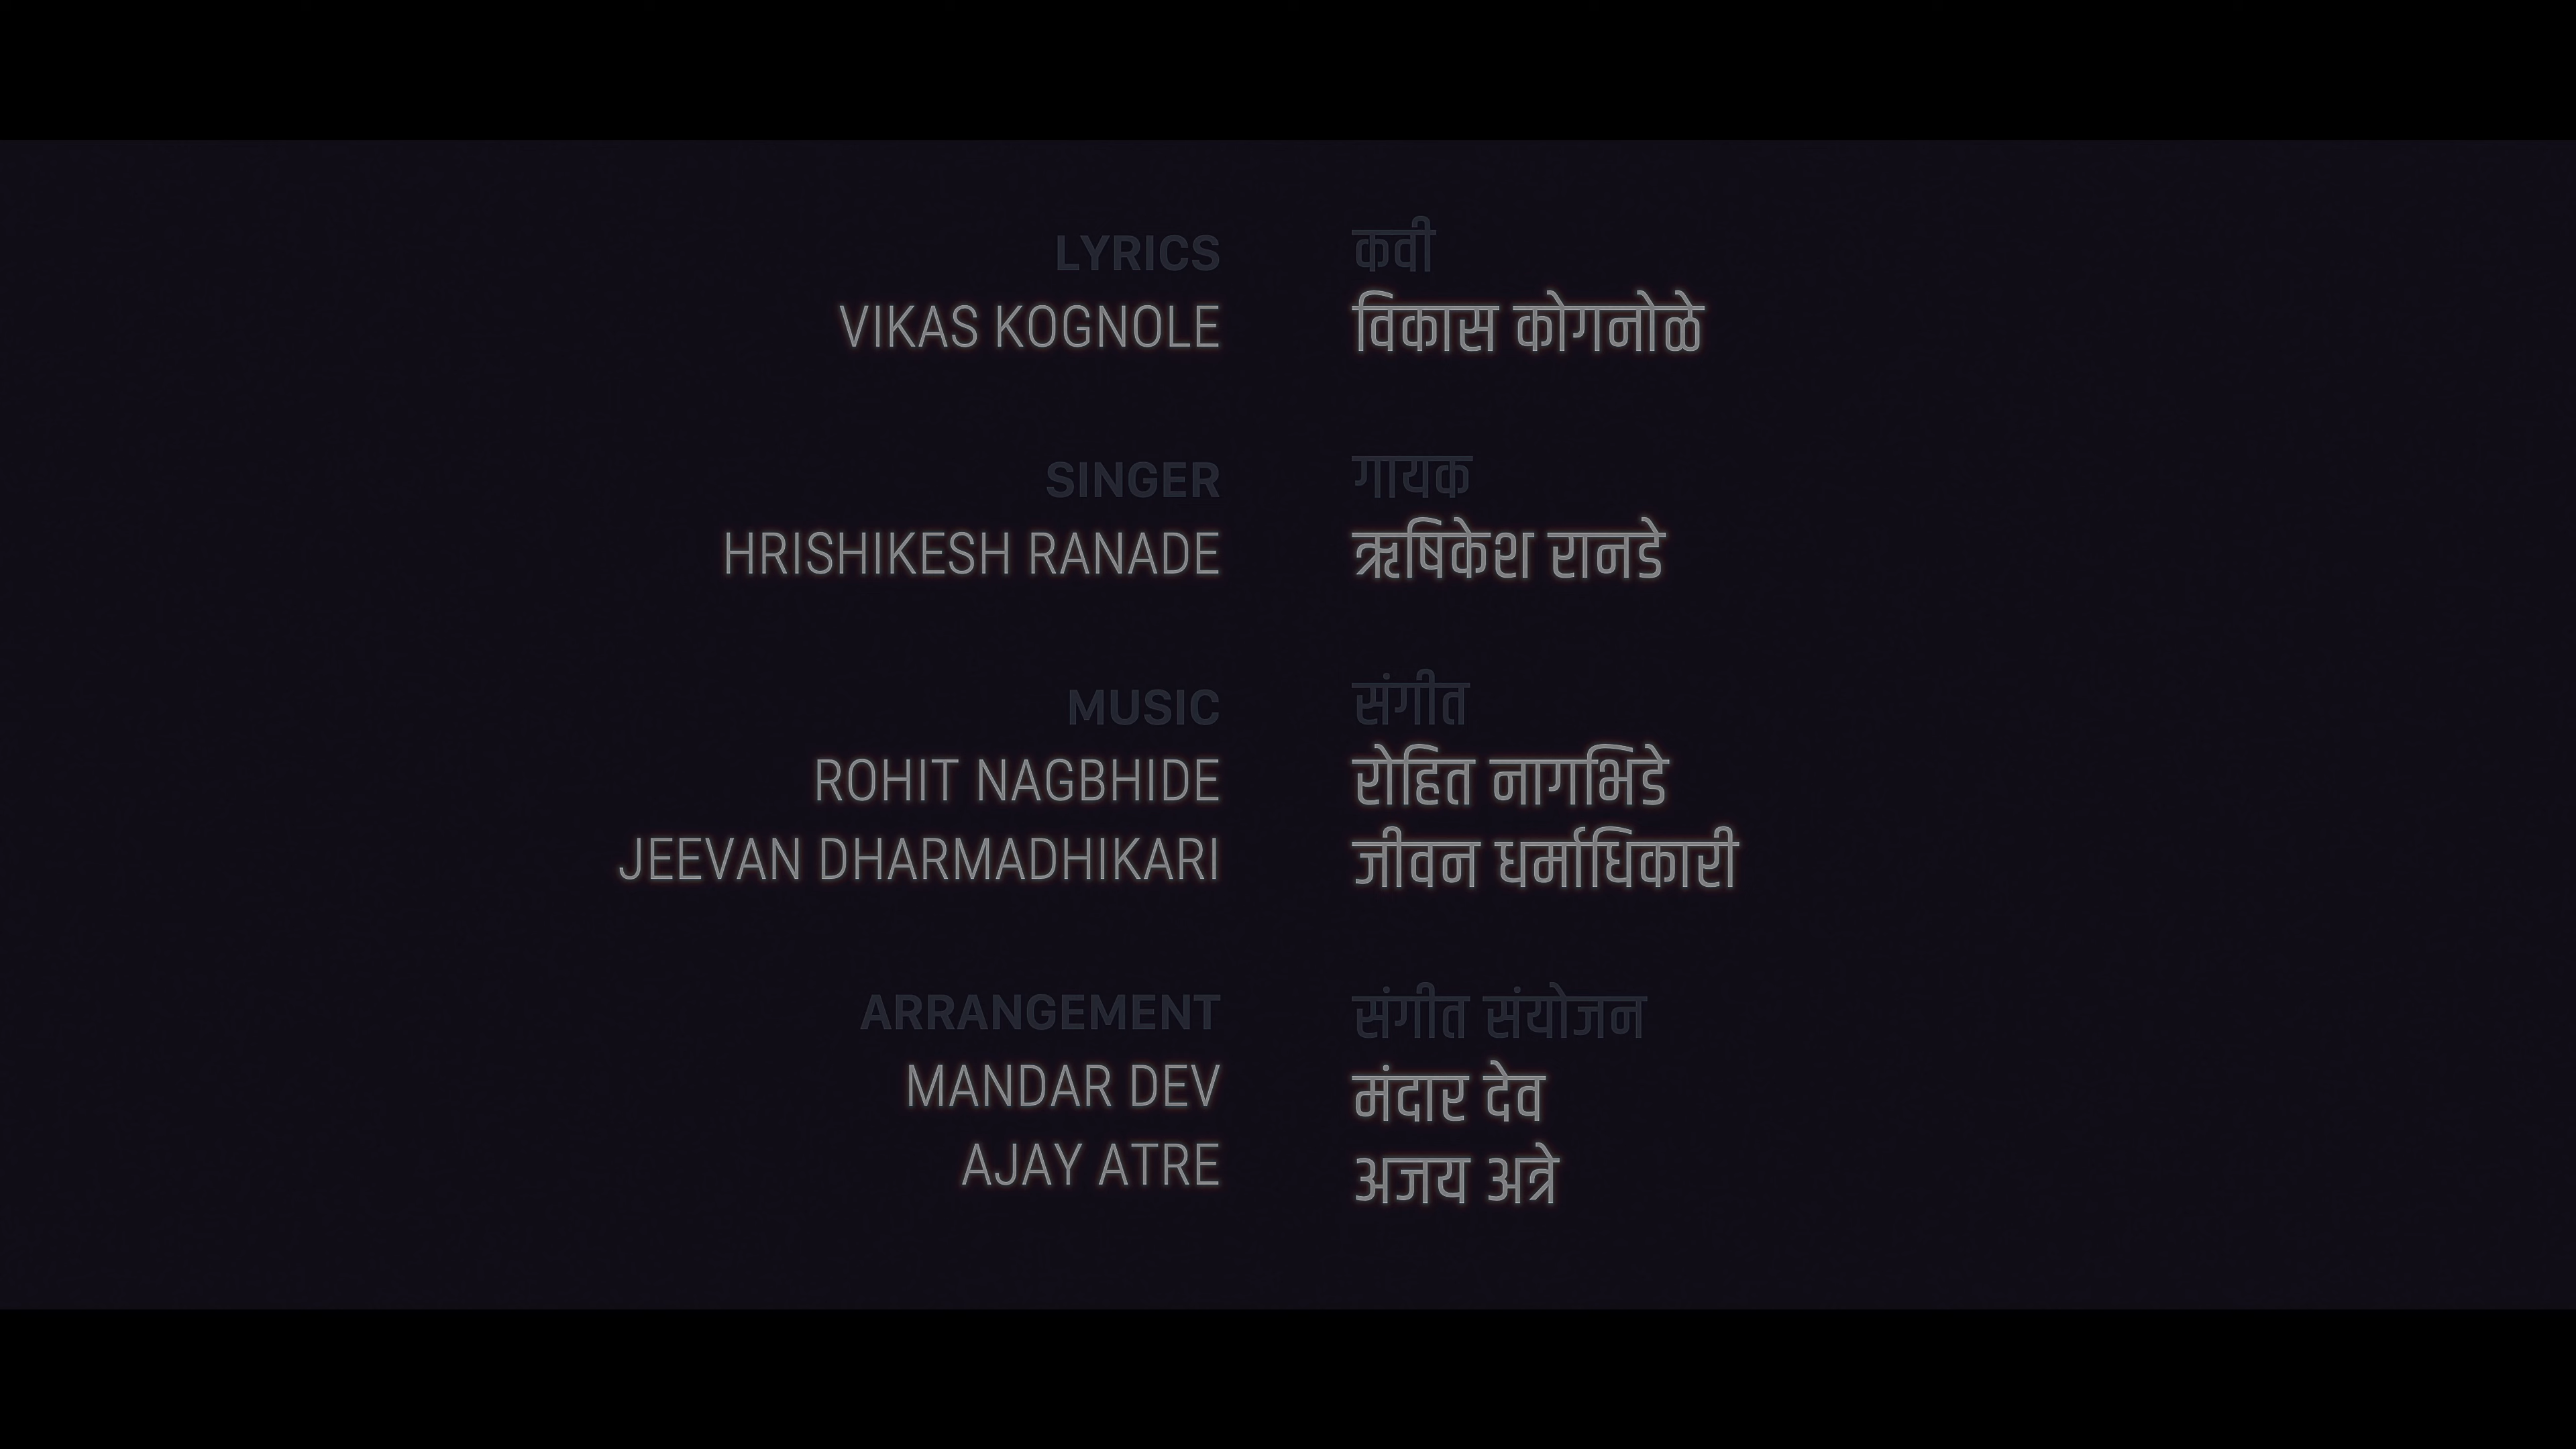 LYRICS
VIKAS KOGNOLE
कवी
विकास कोगनोळे
SINGER
HRISHIKESH RANADE
गायक
ऋषिकेश रानडे
MUSIC
ROHIT NAGBHIDE
JEEVAN DHARMADHIKARI
संगीत
रोहित नागभिडे
जीवन धर्माधिकारी
ARRANGEMENT
MANDAR DEV
AJAY ATRE
संगीत संयोजन
मंदार देव
अजय अत्रे